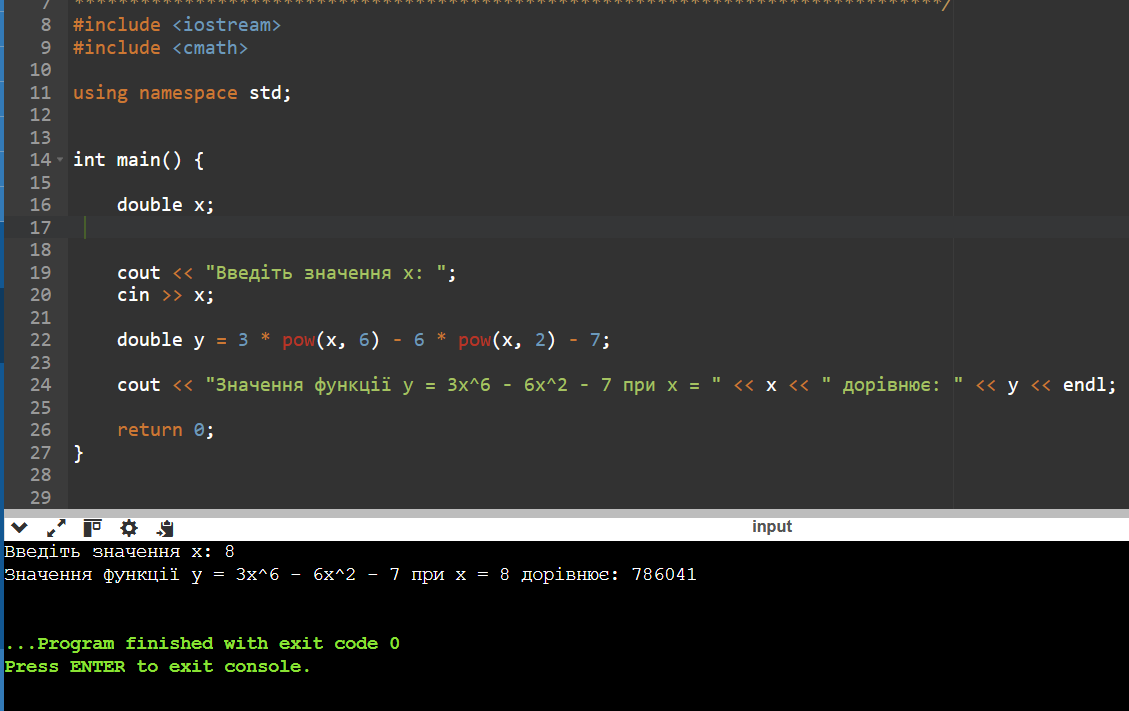 7 ******************************************************************************/
8 #include <iostream>
9 #include <cmath>
10
11 using namespace std;
12
13
14 int main() {
15
16 double x;
17
18
19 cout << "Введіть значення x: ";
20 cin >> x;
21
22 double y = 3 * pow(x, 6) - 6 * pow(x, 2) - 7;
23
24 cout << "Значення функції y = 3x^6 - 6x^2 - 7 при x = " << x << " дорівнює: " << y << endl;
25
26 return 0;
27 }
28
29
input
Введіть значення x: 8
Значення функції y = 3x^6 - 6x^2 - 7 при x = 8 дорівнює: 786041
...Program finished with exit code 0
Press ENTER to exit console.